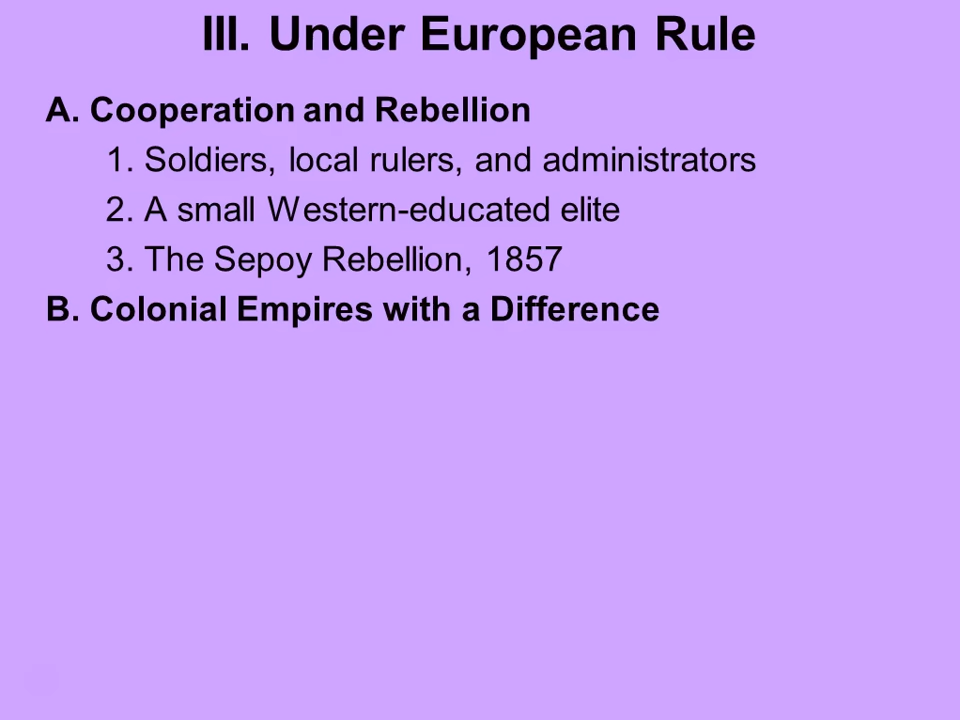 III. Under European Rule
A. Cooperation and Rebellion
1. Soldiers, local rulers, and administrators
2. A small Western-educated elite
3. The Sepoy Rebellion, 1857
B. Colonial Empires with a Difference